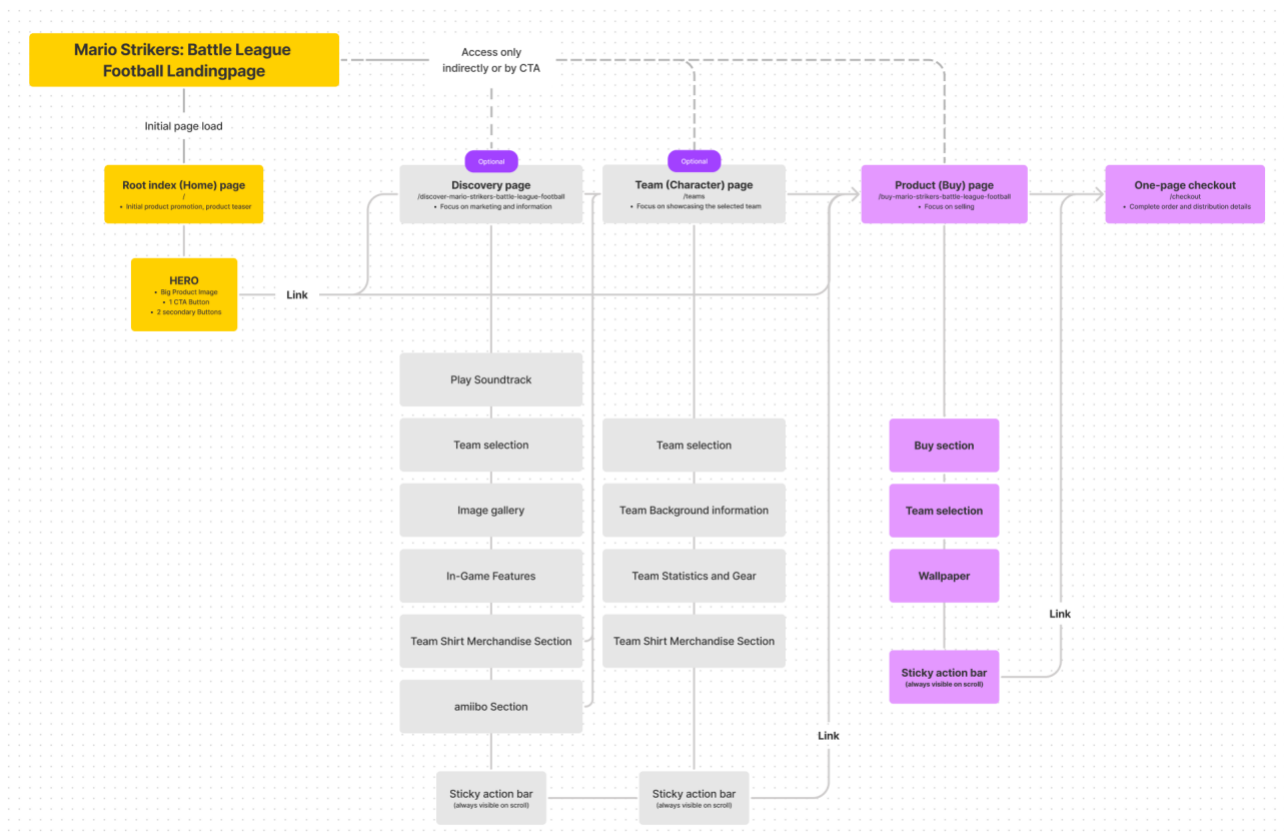 Mario Strikers: Battle League
Football Landingpage
Access only
indirectly or by CTA
Initial page load
Root index (Home) page
/
• Initial product promotion, product teaser
Optional
Discovery page
/discover-mario-strikers-battle-league-football
• Focus on marketing and information
Optional
Team (Character) page
/teams
• Focus on showcasing the selected team
Product (Buy) page
/buy-mario-strikers-battle-league-football
• Focus on selling
One-page checkout
/checkout
• Complete order and distribution details
HERO
• Big Product Image
• 1 CTA Button
• 2 secondary Buttons
Link
Play Soundtrack
Team selection
Image gallery
In-Game Features
Team Shirt Merchandise Section
amiibo Section
Sticky action bar
(always visible on scroll)
Team selection
Team Background information
Team Statistics and Gear
Team Shirt Merchandise Section
Sticky action bar
(always visible on scroll)
Link
Buy section
Team selection
Wallpaper
Sticky action bar
(always visible on scroll)
Link